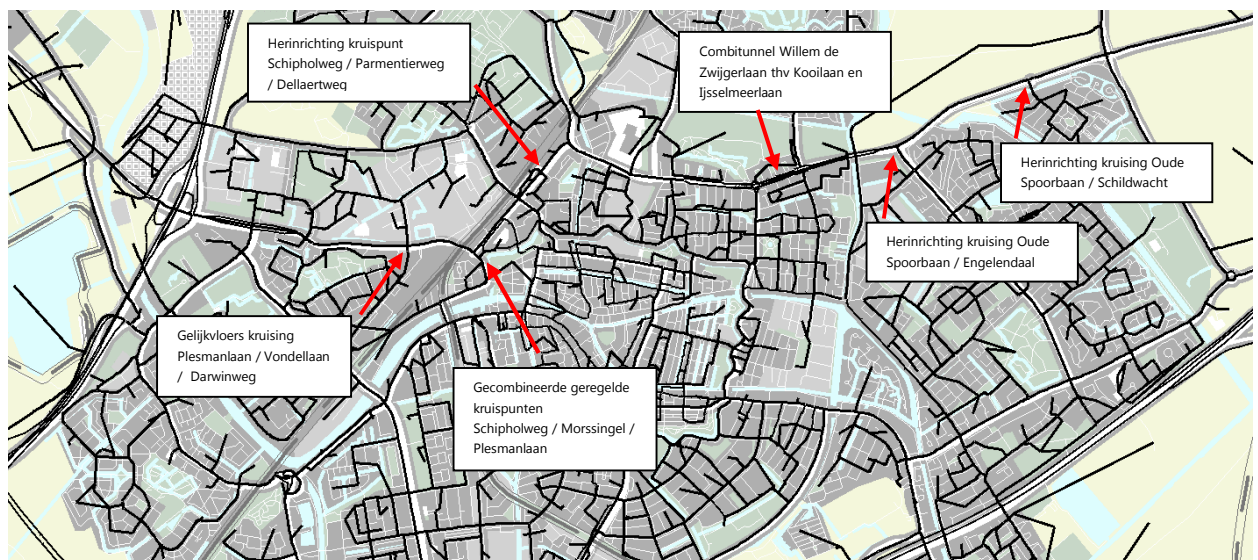 Herinrichting kruispunt
Schipholweg / Parmentierweg
/ Dellaertweg
Combitunnel Willem de
Zwijgerlaan thv Kooilaan en
Ijsselmeerlaan
Herinrichting kruising Oude
Spoorbaan / Schildwacht
Herinrichting kruising Oude
Spoorbaan / Engelendaal
Gelijkvloers kruising
Plesmanlaan / Vondellaan
/ Darwinweg
Gecombineerde geregelde
kruispunten
Schipholweg / Morssingel /
Plesmanlaan